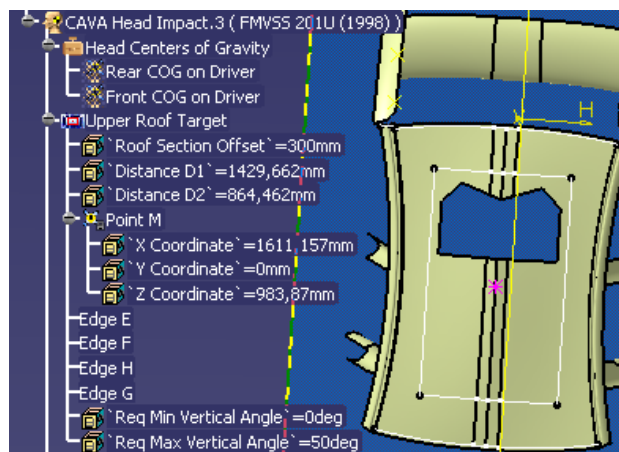 CAVA Head Impact.3 ( FMVSS 201U (1998) )
Head Centers of Gravity
Rear COG on Driver
Front COG on Driver
Upper Roof Target
`Roof Section Offset`=300mm
`Distance D1`=1429,662mm
`Distance D2`=864,462mm
Point M
`X Coordinate`=1611,157mm
`Y Coordinate`=0mm
`Z Coordinate`=983,87mm
Edge E
Edge F
Edge H
Edge G
`Req Min Vertical Angle`=0deg
`Req Max Vertical Angle`=50deg
H